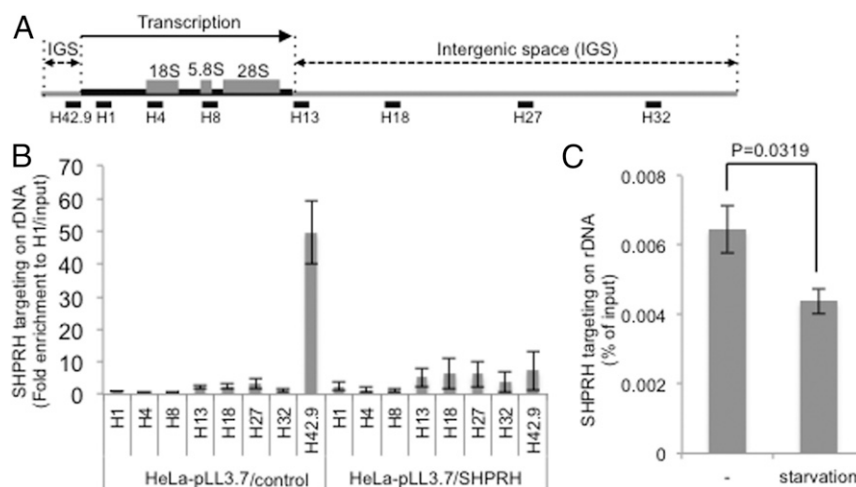 A
Transcription
IGS
Intergenic space (IGS)
18S 5.8S 28S
H42.9 H1 H4 H8 H13 H18 H27 H32
B
SHPRH targeting on rDNA
(Fold enrichment to H1/input)
70
60
50
40
30
20
10
0
H1 H4 H8 H13 H18 H27 H32 H42.9 H1 H4 H8 H13 H18 H27 H32 H42.9
HeLa-pLL3.7/control HeLa-pLL3.7/SHPRH
C
P=0.0319
SHPRH targeting on rDNA
(% of input)
0.008
0.006
0.004
0.002
0
- starvation